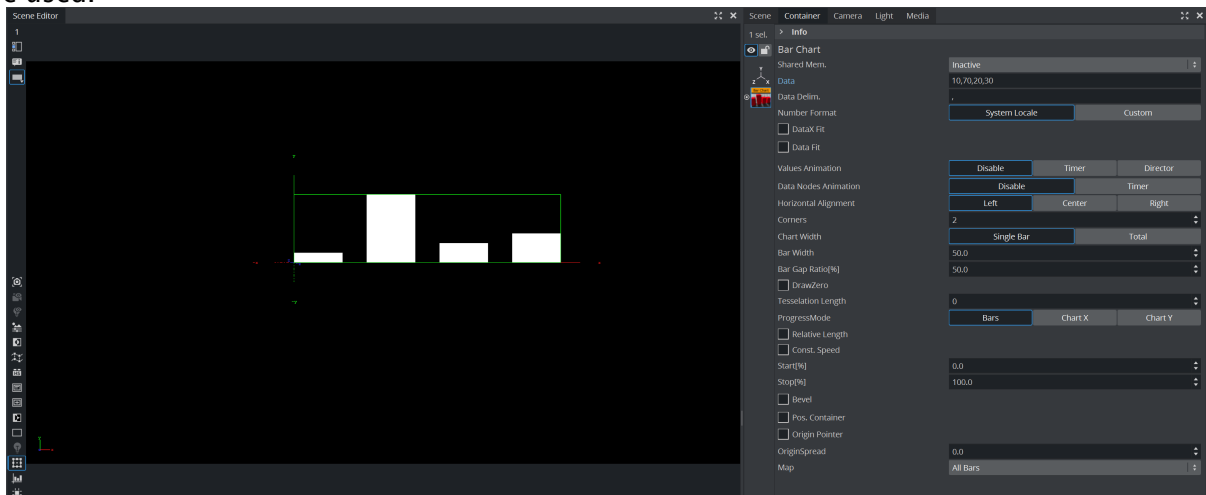 e used.
Scene Editor
1
Scene Container Camera Light Media
1 sel. > Info
Bar Chart
Shared Mem. Inactive
Data 10,70,20,30
Data Delim. ,
Number Format System Locale Custom
DataX Fit
Data Fit
Values Animation Disable Timer Director
Data Nodes Animation Disable Timer
Horizontal Alignment Left Center Right
Corners 2
Chart Width Single Bar Total
Bar Width 50.0
Bar Gap Ratio[%] 50.0
DrawZero
Tesselation Length 0
ProgressMode Bars Chart X Chart Y
Relative Length
Const. Speed
Start[%] 0.0
Stop[%] 100.0
Bevel
Pos. Container
Origin Pointer
OriginSpread 0.0
Map All Bars